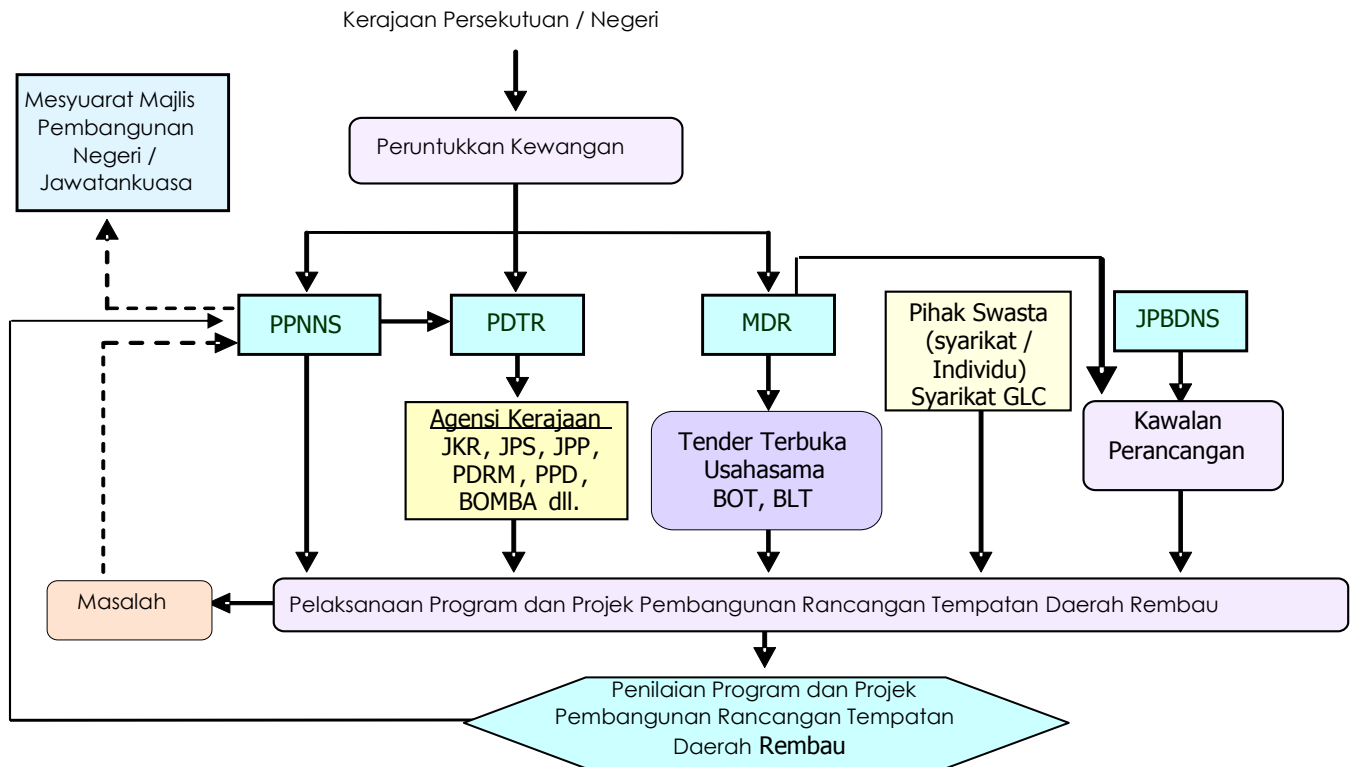 Kerajaan Persekutuan / Negeri
Mesyuarat Majlis
Pembangunan
Negeri /
Jawatankuasa
Peruntukkan Kewangan
PPNNS
PDTR
MDR
Pihak Swasta
(syarikat /
Individu)
Syarikat GLC
JPBDNS
Agensi Kerajaan
JKR, JPS, JPP,
PDRM, PPD,
BOMBA dll.
Tender Terbuka
Usahasama
BOT, BLT
Kawalan
Perancangan
Masalah
Pelaksanaan Program dan Projek Pembangunan Rancangan Tempatan Daerah Rembau
Penilaian Program dan Projek
Pembangunan Rancangan Tempatan
Daerah Rembau